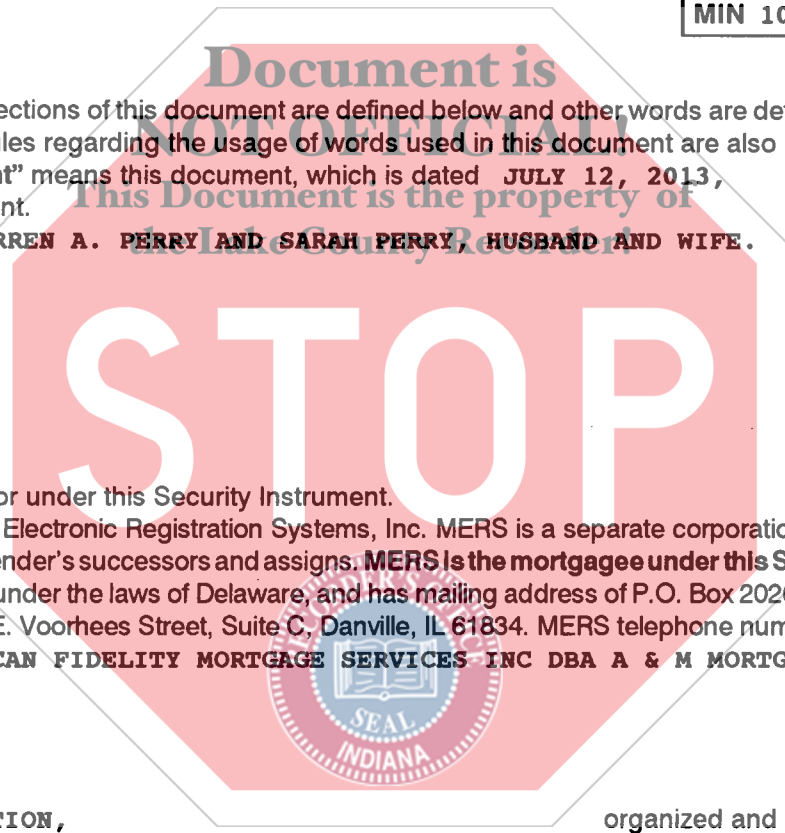 MIN 10
Document is
ections of this document are defined below and other words are de
NOT OFFICIAL!
les regarding the usage of words used in this document are also
nt" means this document, which is dated JULY 12, 2013,
This Document is the property of
nt.
RREN A. PERRY AND SARAH PERRY, HUSBAND AND WIFE.
the Lake County Recorder!
STOP
or under this Security Instrument.
Electronic Registration Systems, Inc. MERS is a separate corporatio
nder's successors and assigns. MERS is the mortgagee under this S
under the laws of Delaware, and has mailing address of P.O. Box 202
E. Voorhees Street, Suite C, Danville, IL 61834. MERS telephone num
CAN FIDELITY MORTGAGE SERVICES INC DBA A & M MORTG
RECORDER'S OFFICE
SEAL
INDIANA
TION,
organized and